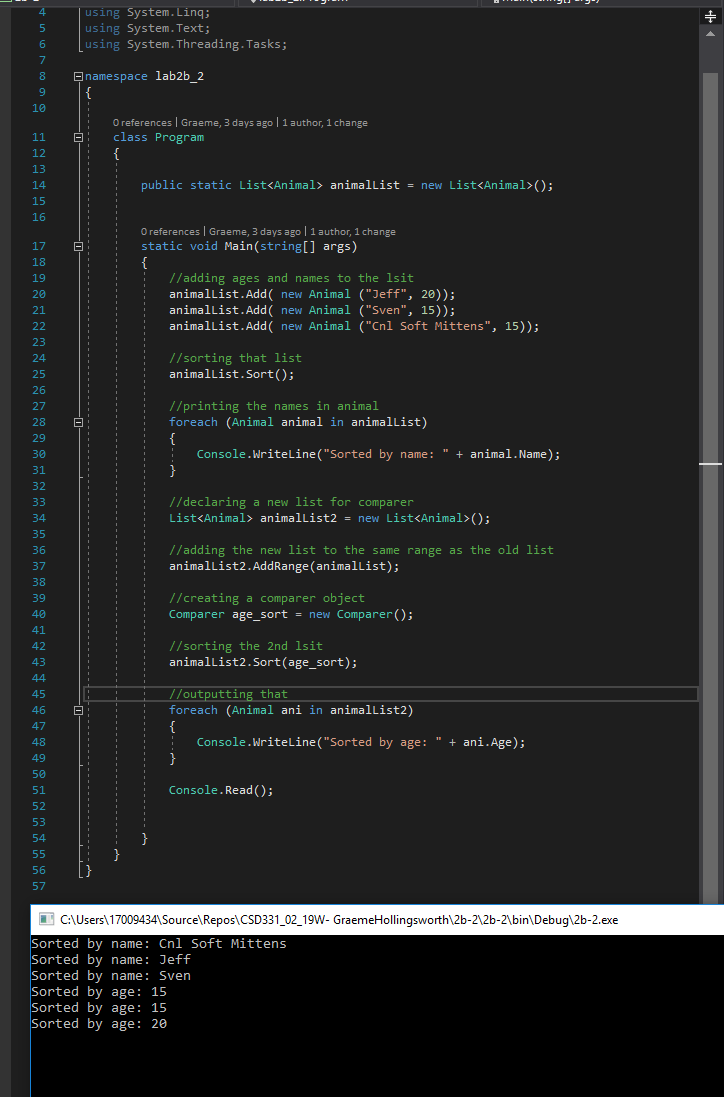 4 using System.Linq;
5 using System.Text;
6 using System.Threading.Tasks;
7
8 namespace lab2b_2
9 {
10
0 references | Graeme, 3 days ago | 1 author, 1 change
11 class Program
12 {
13
14 public static List<Animal> animalList = new List<Animal>();
15
16
0 references | Graeme, 3 days ago | 1 author, 1 change
17 static void Main(string[] args)
18 {
19 //adding ages and names to the lsit
20 animalList.Add( new Animal ("Jeff", 20));
21 animalList.Add( new Animal ("Sven", 15));
22 animalList.Add( new Animal ("Cnl Soft Mittens", 15));
23
24 //sorting that list
25 animalList.Sort();
26
27 //printing the names in animal
28 foreach (Animal animal in animalList)
29 {
30 Console.WriteLine("Sorted by name: " + animal.Name);
31 }
32
33 //declaring a new list for comparer
34 List<Animal> animalList2 = new List<Animal>();
35
36 //adding the new list to the same range as the old list
37 animalList2.AddRange(animalList);
38
39 //creating a comparer object
40 Comparer age_sort = new Comparer();
41
42 //sorting the 2nd lsit
43 animalList2.Sort(age_sort);
44
45 //outputting that
46 foreach (Animal ani in animalList2)
47 {
48 Console.WriteLine("Sorted by age: " + ani.Age);
49 }
50
51 Console.Read();
52
53
54 }
55 }
56 }
57
C:\Users\17009434\Source\Repos\CSD331_02_19W- GraemeHollingsworth\2b-2\2b-2\bin\Debug\2b-2.exe
Sorted by name: Cnl Soft Mittens
Sorted by name: Jeff
Sorted by name: Sven
Sorted by age: 15
Sorted by age: 15
Sorted by age: 20